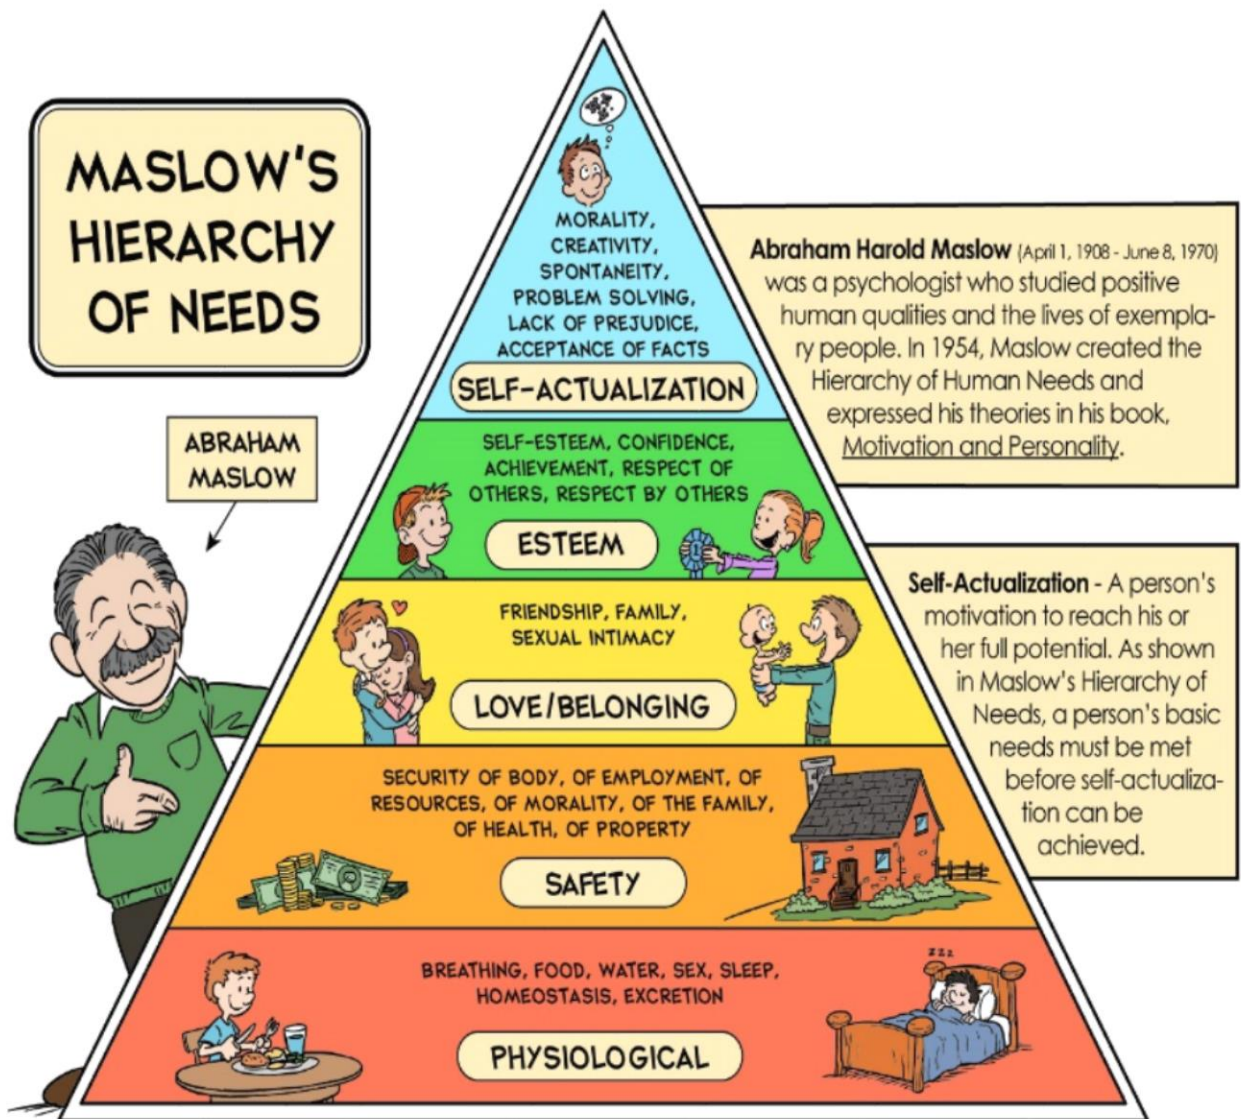 MASLOW'S
HIERARCHY
OF NEEDS
ABRAHAM
MASLOW
MORALITY,
CREATIVITY,
SPONTANEITY,
PROBLEM SOLVING,
LACK OF PREJUDICE,
ACCEPTANCE OF FACTS
SELF-ACTUALIZATION
SELF-ESTEEM, CONFIDENCE,
ACHIEVEMENT, RESPECT OF
OTHERS, RESPECT BY OTHERS
ESTEEM
1
FRIENDSHIP, FAMILY,
SEXUAL INTIMACY
LOVE/BELONGING
SECURITY OF BODY, OF EMPLOYMENT, OF
RESOURCES, OF MORALITY, OF THE FAMILY,
OF HEALTH, OF PROPERTY
SAFETY
BREATHING, FOOD, WATER, SEX, SLEEP,
HOMEOSTASIS, EXCRETION
zzz
PHYSIOLOGICAL
Abraham Harold Maslow (April 1, 1908 - June 8, 1970)
was a psychologist who studied positive
human qualities and the lives of exempla-
ry people. In 1954, Maslow created the
Hierarchy of Human Needs and
expressed his theories in his book,
Motivation and Personality.
Self-Actualization - A person's
motivation to reach his or
her full potential. As shown
in Maslow's Hierarchy of
Needs, a person's basic
needs must be met
before self-actualiza-
tion can be
achieved.